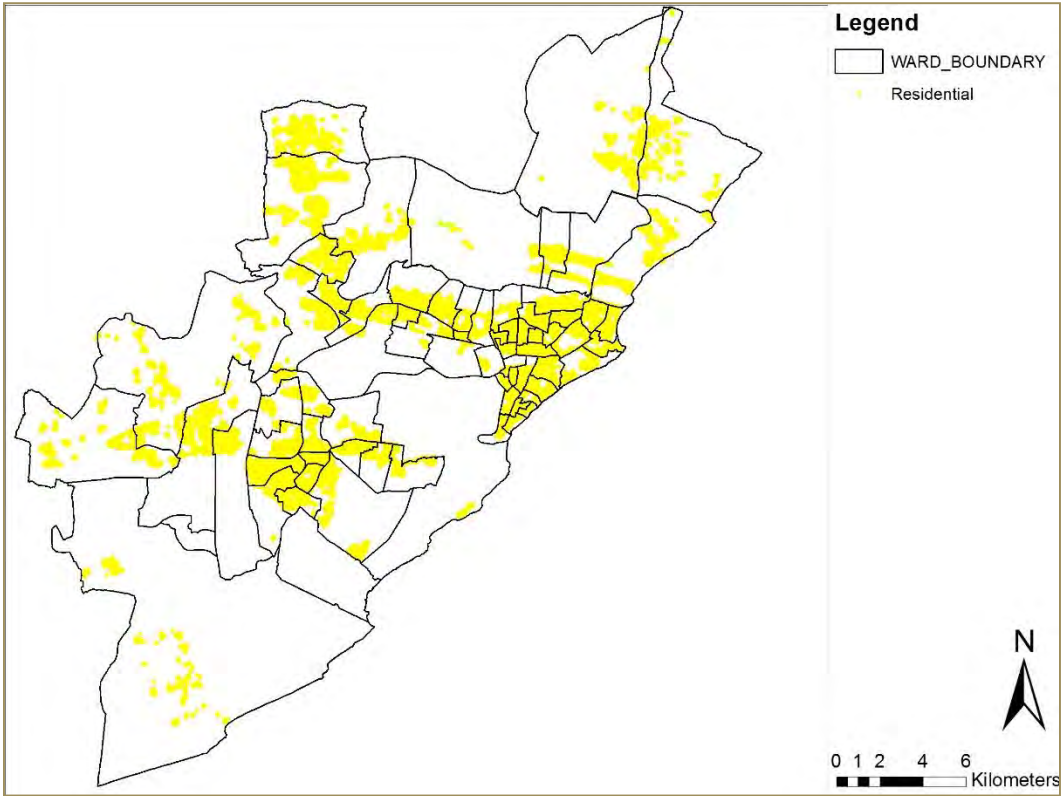 Legend
WARD_BOUNDARY
Residential
N
0 1 2 4 6
Kilometers